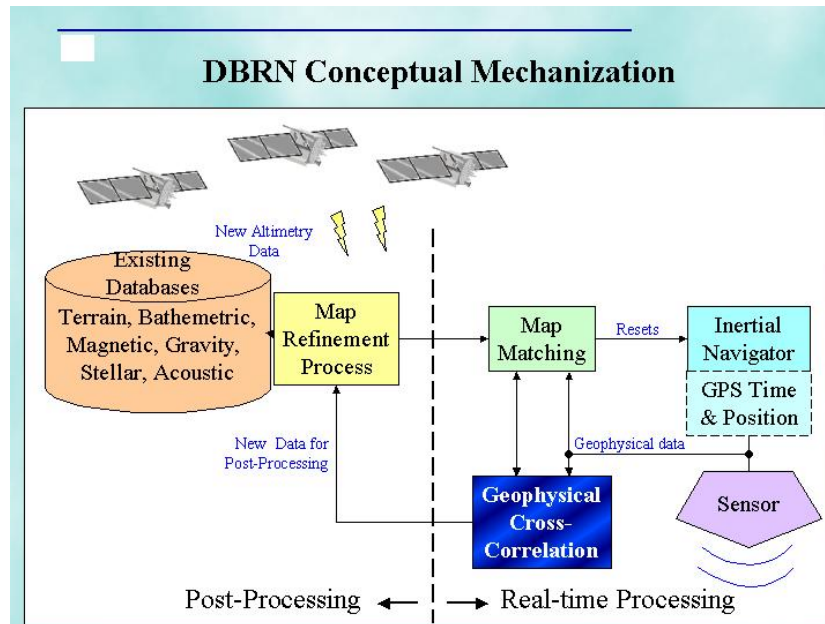 DBRN Conceptual Mechanization
New Altimetry
Data
Existing
Databases
Terrain, Bathemetric,
Magnetic, Gravity,
Stellar, Acoustic
Map
Refinement
Process
Map
Matching
Resets
Inertial
Navigator
GPS Time
& Position
New Data for
Post-Processing
Geophysical data
Geophysical
Cross-
Correlation
Sensor
Post-Processing
Real-time Processing